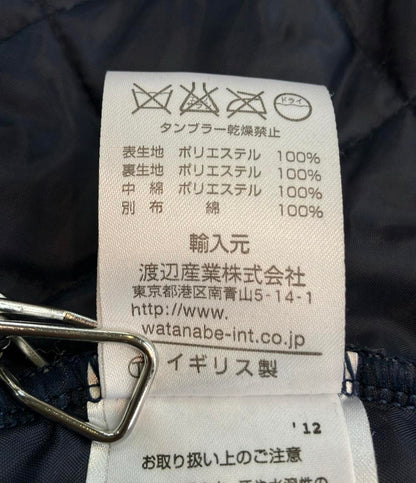 ドライ
タンブラー乾燥禁止
表生地 ポリエステル 100%
裏生地 ポリエステル 100%
中 綿 ポリエステル 100%
別 布 綿 100%
輸入元
渡辺産業株式会社
東京都港区南青山5-14-1
http://www.
watanabe-int.co.jp
イギリス製
'12
お取り扱い上のご注意